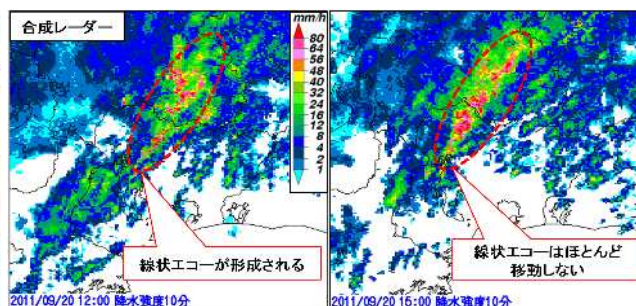 合成レーダー
mm/h
80
64
56
48
40
32
24
16
12
8
4
2
1
線状エコーが形成される
2011/09/20 12:00 降水強度10分
線状エコーはほとんど
移動しない
2011/09/20 15:00 降水強度10分